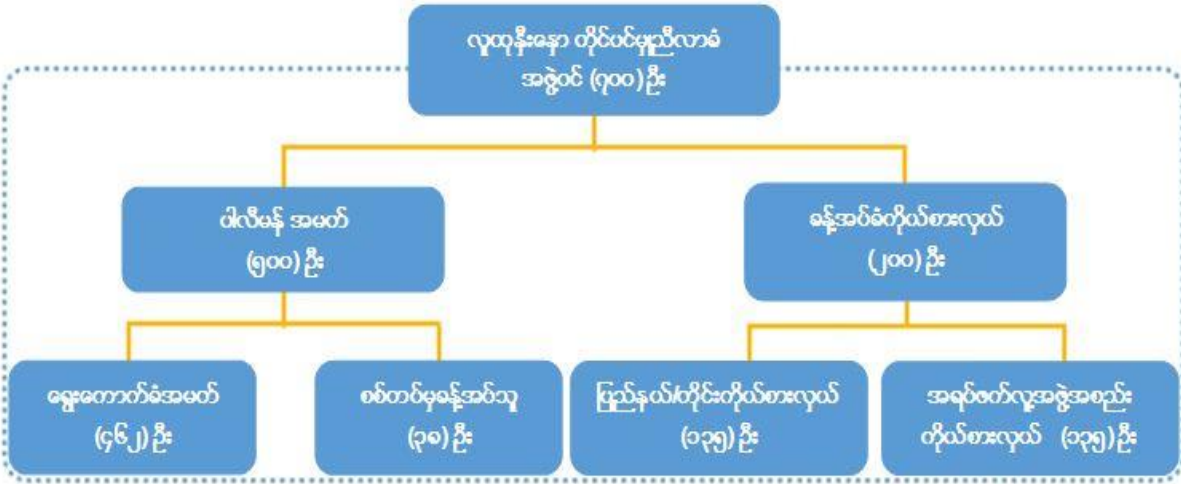 လူထုနှီးနှော တိုင်ပင်မှုညီလာခံ
အဖွဲ့ဝင် (၇၀၀) ဦး
ပါလီမန် အမတ်
(၅၀၀) ဦး
ခန့်အပ်ခံကိုယ်စားလှယ်
(၂၀၀) ဦး
ရွေးကောက်ခံအမတ်
(၄၆၂) ဦး
စစ်တပ်မှခန့်အပ်သူ
(၃၈) ဦး
ပြည်နယ်/တိုင်းကိုယ်စားလှယ်
(၁၃၅) ဦး
အရပ်ဖက်လူ့အဖွဲ့အစည်း
ကိုယ်စားလှယ် (၁၃၅) ဦး